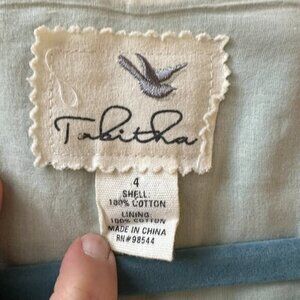 Tabitha
4
SHELL:
100% COTTON
LINING:
100% COTTON
MADE IN CHINA
RN#98544